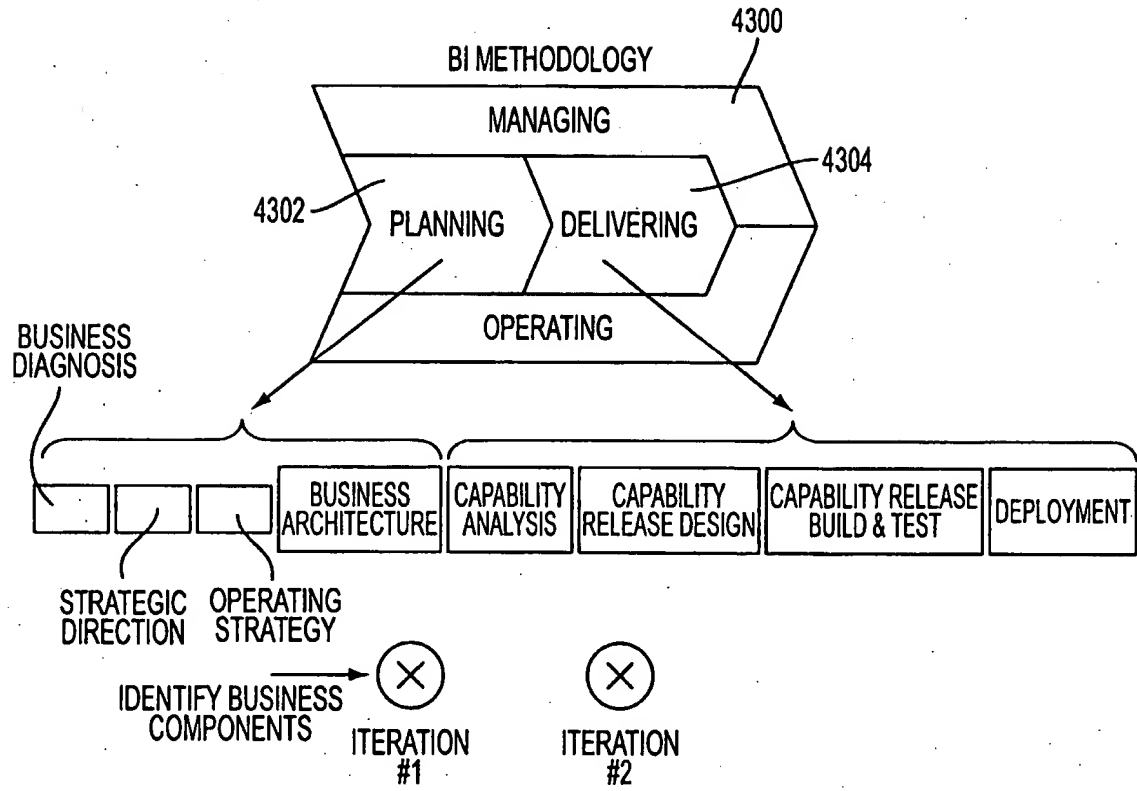 4300
BI METHODOLOGY
MANAGING
4304
4302
PLANNING
DELIVERING
OPERATING
BUSINESS
DIAGNOSIS
BUSINESS
ARCHITECTURE
CAPABILITY
ANALYSIS
CAPABILITY
RELEASE DESIGN
CAPABILITY RELEASE
BUILD & TEST
DEPLOYMENT
STRATEGIC
DIRECTION
OPERATING
STRATEGY
IDENTIFY BUSINESS
COMPONENTS
ITERATION
#1
ITERATION
#2